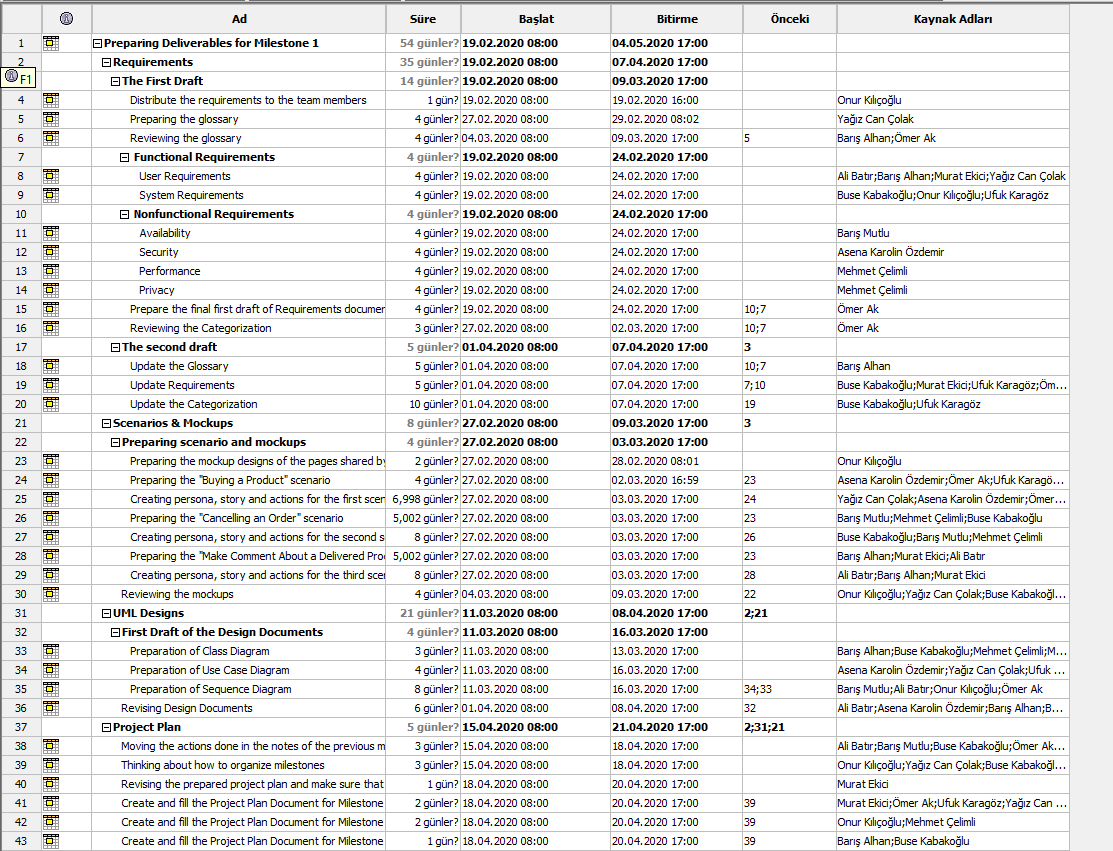 Ad Süre Başlat Bitirme Önceki Kaynak Adları
1 Preparing Deliverables for Milestone 1 54 günler? 19.02.2020 08:00 04.05.2020 17:00
2 Requirements 35 günler? 19.02.2020 08:00 07.04.2020 17:00
F1 The First Draft 14 günler? 19.02.2020 08:00 09.03.2020 17:00
4 Distribute the requirements to the team members 1 gün? 19.02.2020 08:00 19.02.2020 16:00 Onur Kılıçoğlu
5 Preparing the glossary 4 günler? 27.02.2020 08:00 29.02.2020 08:02 Yağız Can Çolak
6 Reviewing the glossary 4 günler? 04.03.2020 08:00 09.03.2020 17:00 5 Barış Alhan;Ömer Ak
7 Functional Requirements 4 günler? 19.02.2020 08:00 24.02.2020 17:00
8 User Requirements 4 günler? 19.02.2020 08:00 24.02.2020 17:00 Ali Batır;Barış Alhan;Murat Ekici;Yağız Can Çolak
9 System Requirements 4 günler? 19.02.2020 08:00 24.02.2020 17:00 Buse Kabakoğlu;Onur Kılıçoğlu;Ufuk Karagöz
10 Nonfunctional Requirements 4 günler? 19.02.2020 08:00 24.02.2020 17:00
11 Availability 4 günler? 19.02.2020 08:00 24.02.2020 17:00 Barış Mutlu
12 Security 4 günler? 19.02.2020 08:00 24.02.2020 17:00 Asena Karolin Özdemir
13 Performance 4 günler? 19.02.2020 08:00 24.02.2020 17:00 Mehmet Çelimli
14 Privacy 4 günler? 19.02.2020 08:00 24.02.2020 17:00 Mehmet Çelimli
15 Prepare the final first draft of Requirements documer 4 günler? 19.02.2020 08:00 24.02.2020 17:00 10;7 Ömer Ak
16 Reviewing the Categorization 3 günler? 27.02.2020 08:00 02.03.2020 17:00 10;7 Ömer Ak
17 The second draft 5 günler? 01.04.2020 08:00 07.04.2020 17:00 3
18 Update the Glossary 5 günler? 01.04.2020 08:00 07.04.2020 17:00 10;7 Barış Alhan
19 Update Requirements 5 günler? 01.04.2020 08:00 07.04.2020 17:00 7;10 Buse Kabakoğlu;Murat Ekici;Ufuk Karagöz;Öm...
20 Update the Categorization 10 günler? 01.04.2020 08:00 07.04.2020 17:00 19 Buse Kabakoğlu;Ufuk Karagöz
21 Scenarios & Mockups 8 günler? 27.02.2020 08:00 09.03.2020 17:00 3
22 Preparing scenario and mockups 4 günler? 27.02.2020 08:00 03.03.2020 17:00
23 Preparing the mockup designs of the pages shared by 2 günler? 27.02.2020 08:00 28.02.2020 08:01 Onur Kılıçoğlu
24 Preparing the "Buying a Product" scenario 4 günler? 27.02.2020 08:00 02.03.2020 16:59 23 Asena Karolin Özdemir;Ömer Ak;Ufuk Karagö...
25 Creating persona, story and actions for the first scen 6,998 günler? 27.02.2020 08:00 03.03.2020 17:00 24 Yağız Can Çolak;Asena Karolin Özdemir;Ömer...
26 Preparing the "Cancelling an Order" scenario 5,002 günler? 27.02.2020 08:00 03.03.2020 17:00 23 Barış Mutlu;Mehmet Çelimli;Buse Kabakoğlu
27 Creating persona, story and actions for the second s 8 günler? 27.02.2020 08:00 03.03.2020 17:00 26 Buse Kabakoğlu;Barış Mutlu;Mehmet Çelimli
28 Preparing the "Make Comment About a Delivered Pro 5,002 günler? 27.02.2020 08:00 03.03.2020 17:00 23 Barış Alhan;Murat Ekici;Ali Batır
29 Creating persona, story and actions for the third scer 8 günler? 27.02.2020 08:00 03.03.2020 17:00 28 Ali Batır;Barış Alhan;Murat Ekici
30 Reviewing the mockups 4 günler? 04.03.2020 08:00 09.03.2020 17:00 22 Onur Kılıçoğlu;Yağız Can Çolak;Buse Kabakoğl...
31 UML Designs 21 günler? 11.03.2020 08:00 08.04.2020 17:00 2;21
32 First Draft of the Design Documents 4 günler? 11.03.2020 08:00 16.03.2020 17:00
33 Preparation of Class Diagram 3 günler? 11.03.2020 08:00 13.03.2020 17:00 Barış Alhan;Buse Kabakoğlu;Mehmet Çelimli;M...
34 Preparation of Use Case Diagram 4 günler? 11.03.2020 08:00 16.03.2020 17:00 Asena Karolin Özdemir;Yağız Can Çolak;Ufuk ...
35 Preparation of Sequence Diagram 8 günler? 11.03.2020 08:00 16.03.2020 17:00 34;33 Barış Mutlu;Ali Batır;Onur Kılıçoğlu;Ömer Ak
36 Revising Design Documents 6 günler? 01.04.2020 08:00 08.04.2020 17:00 32 Ali Batır;Asena Karolin Özdemir;Barış Alhan;B...
37 Project Plan 5 günler? 15.04.2020 08:00 21.04.2020 17:00 2;31;21
38 Moving the actions done in the notes of the previous m 3 günler? 15.04.2020 08:00 18.04.2020 17:00 Ali Batır;Barış Mutlu;Buse Kabakoğlu;Ömer Ak...
39 Thinking about how to organize milestones 3 günler? 15.04.2020 08:00 18.04.2020 17:00 Onur Kılıçoğlu;Yağız Can Çolak;Buse Kabakoğl...
40 Revising the prepared project plan and make sure that 1 gün? 18.04.2020 08:00 20.04.2020 17:00 Murat Ekici
41 Create and fill the Project Plan Document for Milestone 2 günler? 18.04.2020 08:00 20.04.2020 17:00 39 Murat Ekici;Ömer Ak;Ufuk Karagöz;Yağız Can ...
42 Create and fill the Project Plan Document for Milestone 2 günler? 18.04.2020 08:00 20.04.2020 17:00 39 Onur Kılıçoğlu;Mehmet Çelimli
43 Create and fill the Project Plan Document for Milestone 1 gün? 18.04.2020 08:00 20.04.2020 17:00 39 Barış Alhan;Buse Kabakoğlu